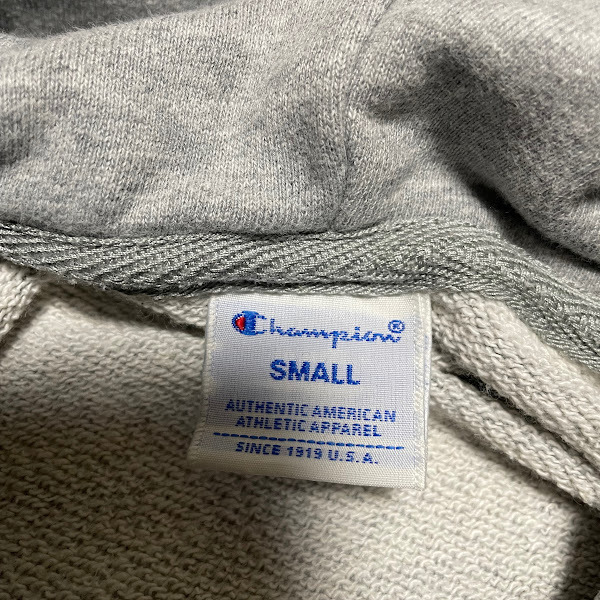 Champion®
SMALL
AUTHENTIC AMERICAN
ATHLETIC APPAREL
SINCE 1919 U.S.A.